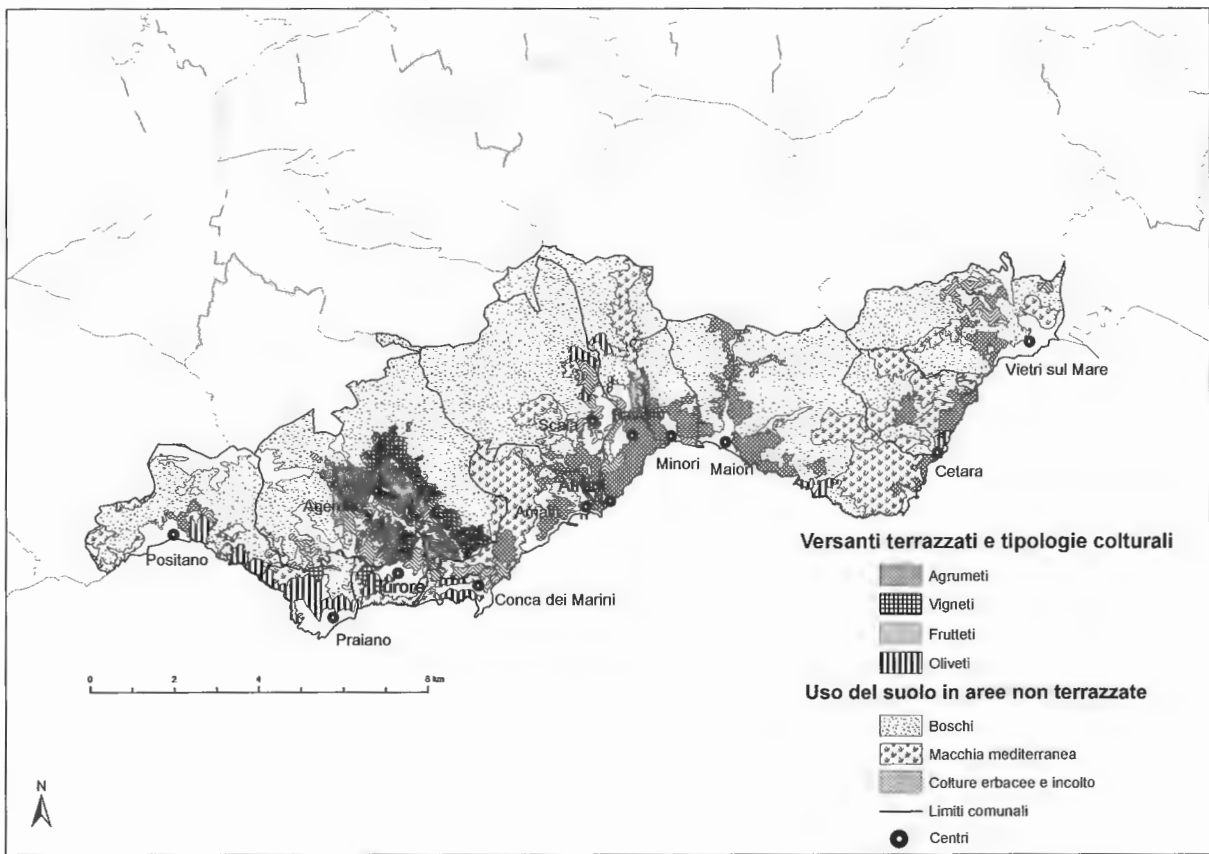 Vietri sul Mare
Scala
Minori
Maiori
Cetara
Amalfi
Positano
Furore
Conca dei Marini
Praiano
0 2 4 8 km
N
Versanti terrazzati e tipologie colturali
Agrumeti
Vigneti
Frutteti
Oliveti
Uso del suolo in aree non terrazzate
Boschi
Macchia mediterranea
Colture erbacee e incolto
Limiti comunali
Centri